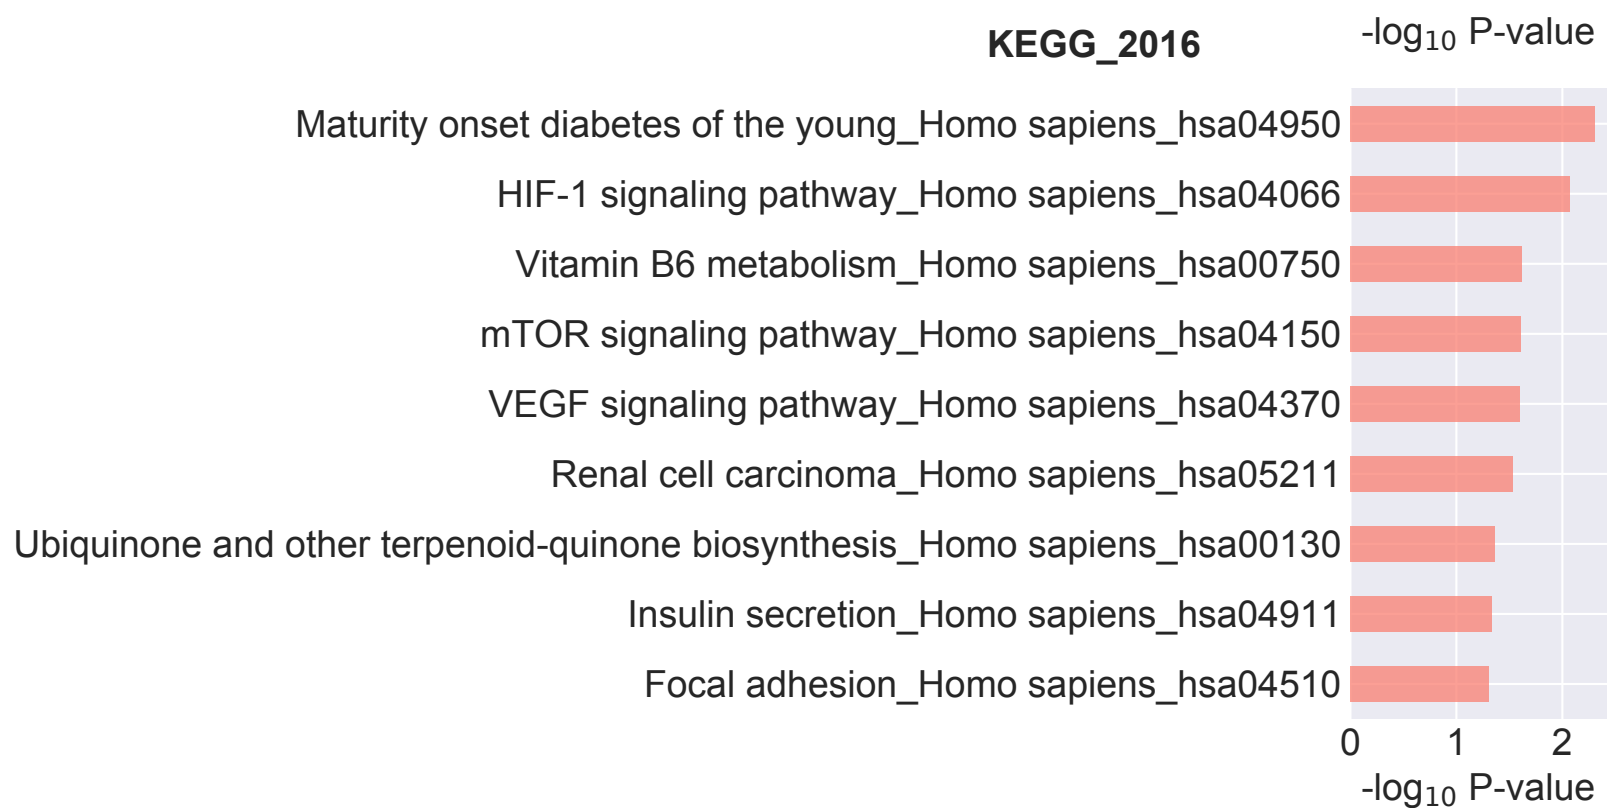 KEGG_2016
-log10 P-value
Maturity onset diabetes of the young_Homo sapiens_hsa04950
HIF-1 signaling pathway_Homo sapiens_hsa04066
Vitamin B6 metabolism_Homo sapiens_hsa00750
mTOR signaling pathway_Homo sapiens_hsa04150
VEGF signaling pathway_Homo sapiens_hsa04370
Renal cell carcinoma_Homo sapiens_hsa05211
Ubiquinone and other terpenoid-quinone biosynthesis_Homo sapiens_hsa00130
Insulin secretion_Homo sapiens_hsa04911
Focal adhesion_Homo sapiens_hsa04510
0 1 2
-log10 P-value